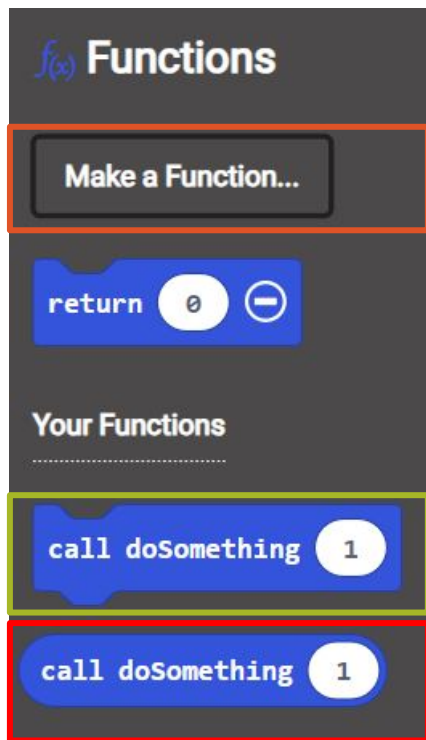 f(x) Functions
Make a Function...
return 0
Your Functions
call doSomething 1
call doSomething 1